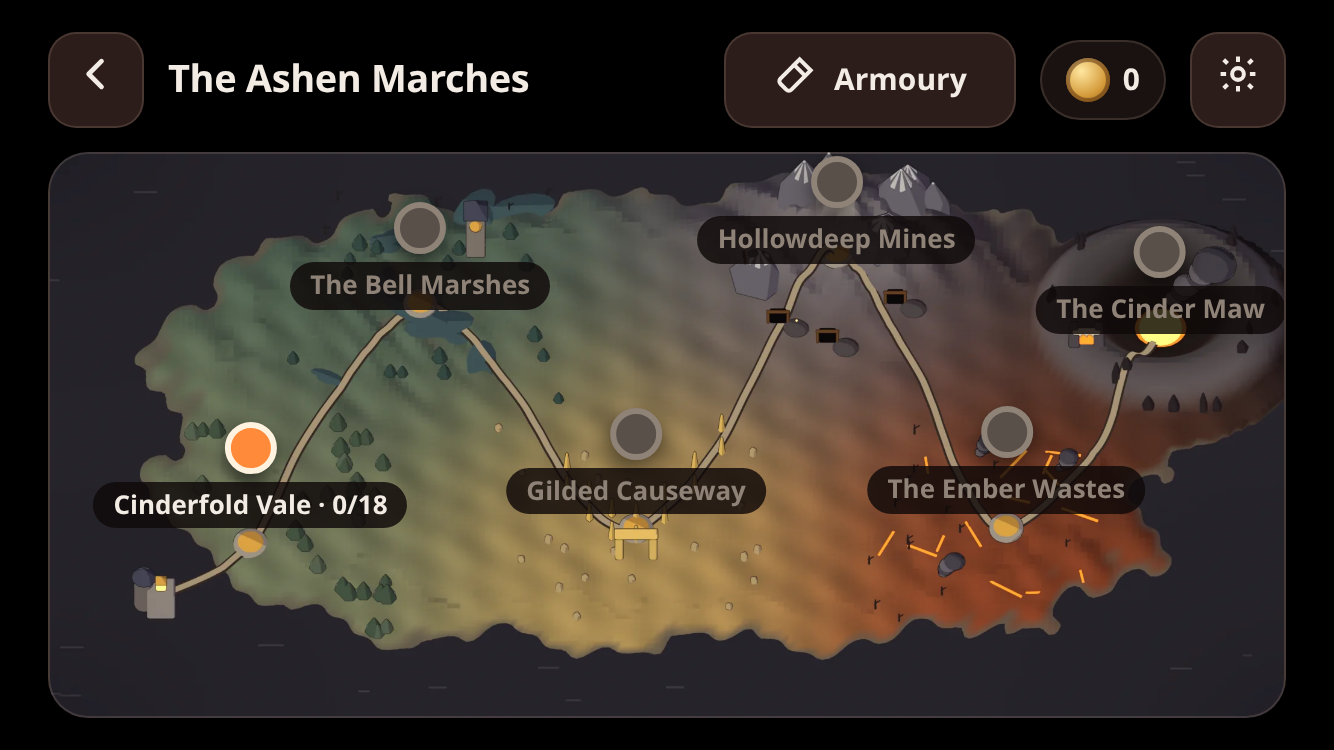 The Ashen Marches
Armoury
0
Hollowdeep Mines
The Bell Marshes
The Cinder Maw
Gilded Causeway
The Ember Wastes
Cinderfold Vale · 0/18